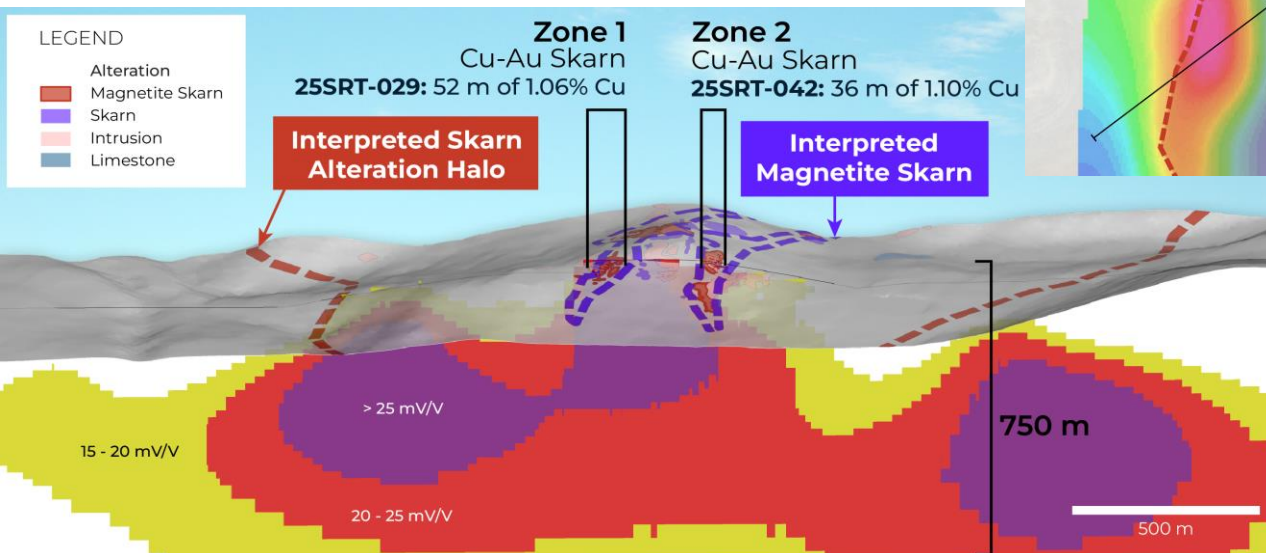 LEGEND
Alteration
Magnetite Skarn
Skarn
Intrusion
Limestone
Zone 1
Cu-Au Skarn
25SRT-029: 52 m of 1.06% Cu
Zone 2
Cu-Au Skarn
25SRT-042: 36 m of 1.10% Cu
Interpreted Skarn
Alteration Halo
Interpreted
Magnetite Skarn
> 25 mV/V
15 - 20 mV/V
20 - 25 mV/V
750 m
500 m